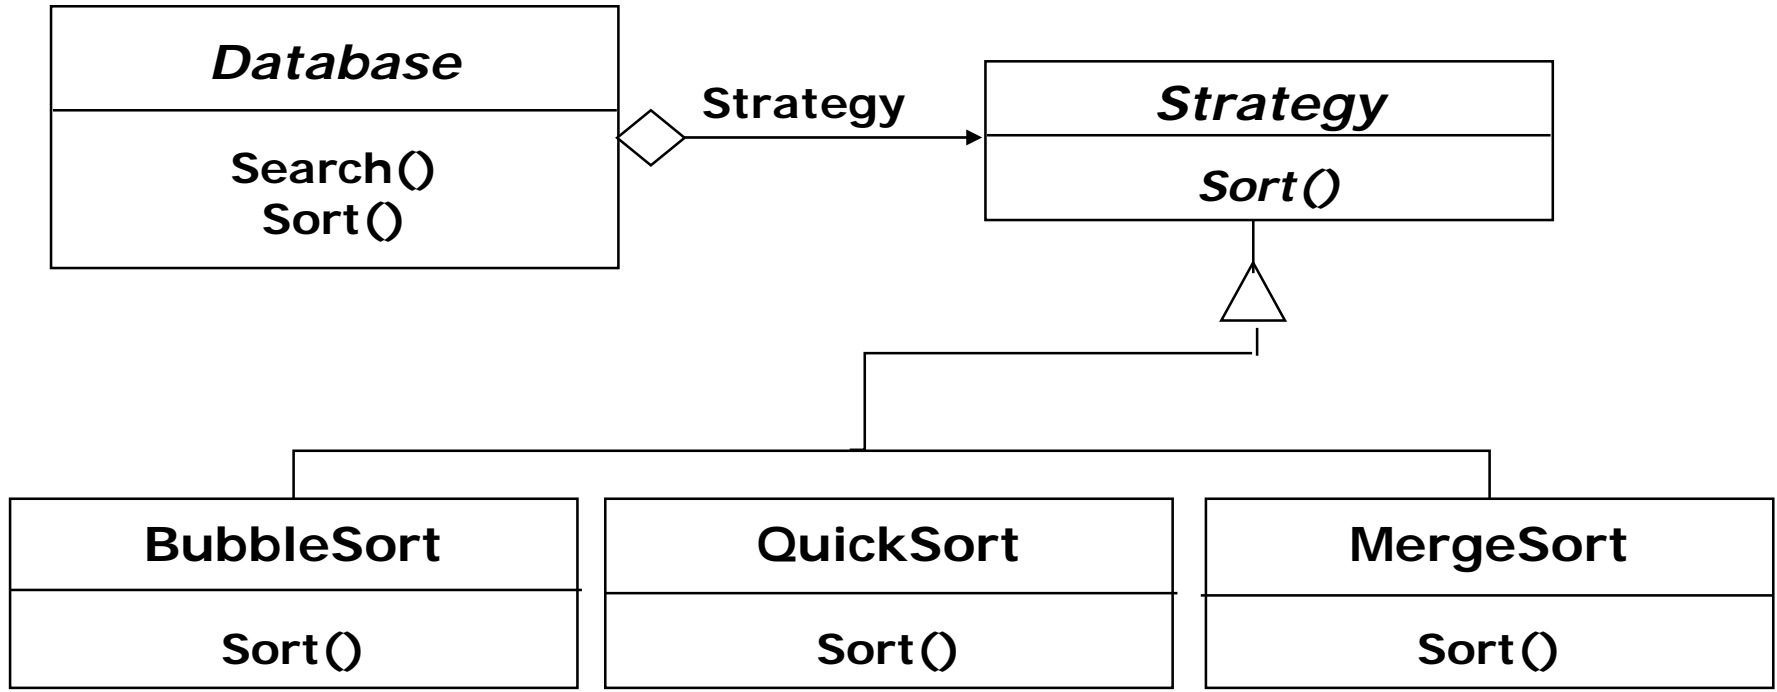 Database
Search()
Sort()
Strategy
Strategy
Sort()
BubbleSort
Sort()
QuickSort
Sort()
MergeSort
Sort()